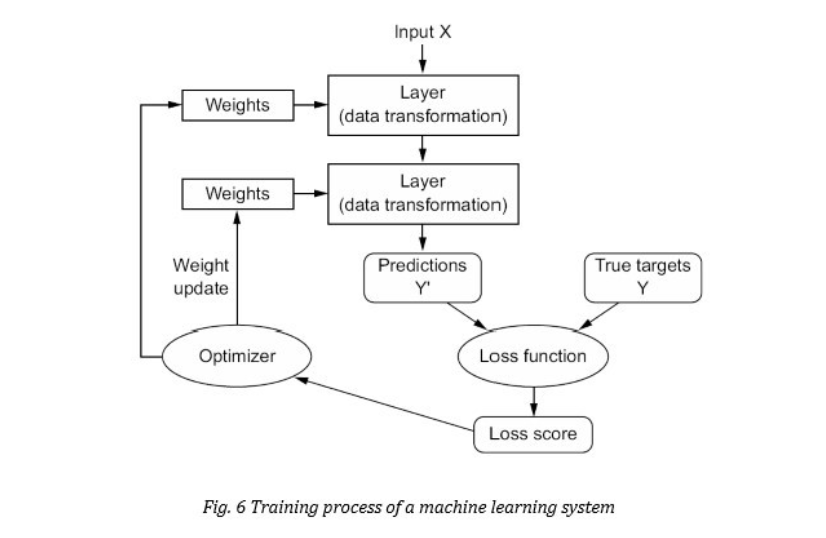 Input X
Weights
Layer
(data transformation)
Weights
Layer
(data transformation)
Weight
update
Predictions
Y'
True targets
Y
Optimizer
Loss function
Loss score
Fig. 6 Training process of a machine learning system